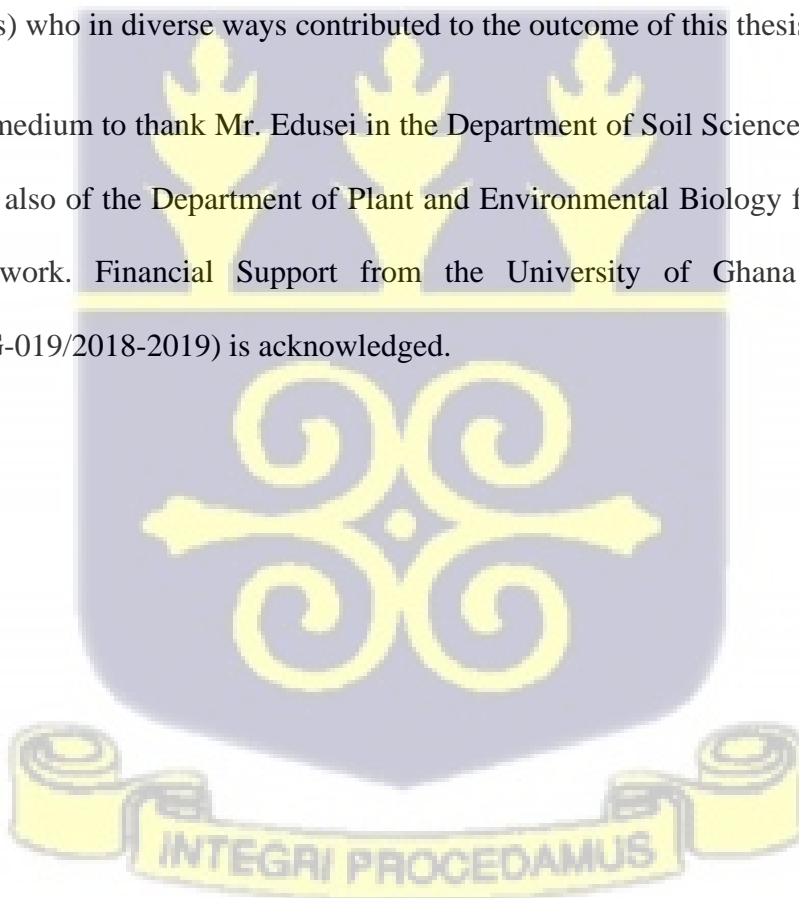 s) who in diverse ways contributed to the outcome of this thesis
medium to thank Mr. Edusei in the Department of Soil Science
also of the Department of Plant and Environmental Biology f
work. Financial Support from the University of Ghana
-019/2018-2019) is acknowledged.
INTEGRI PROCEDAMUS